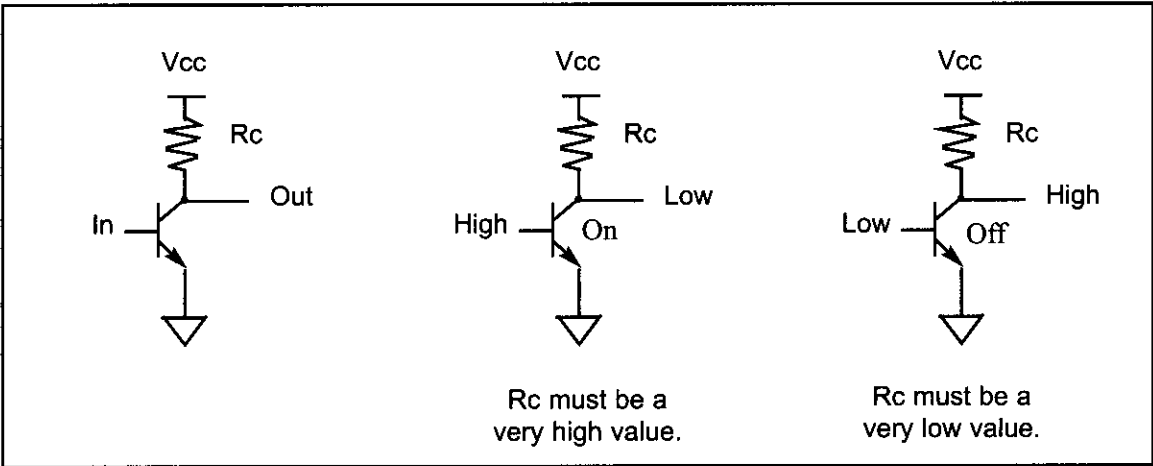 Vcc
Rc
In
Out
Vcc
Rc
High
On
Low
Rc must be a
very high value.
Vcc
Rc
Low
Off
High
Rc must be a
very low value.